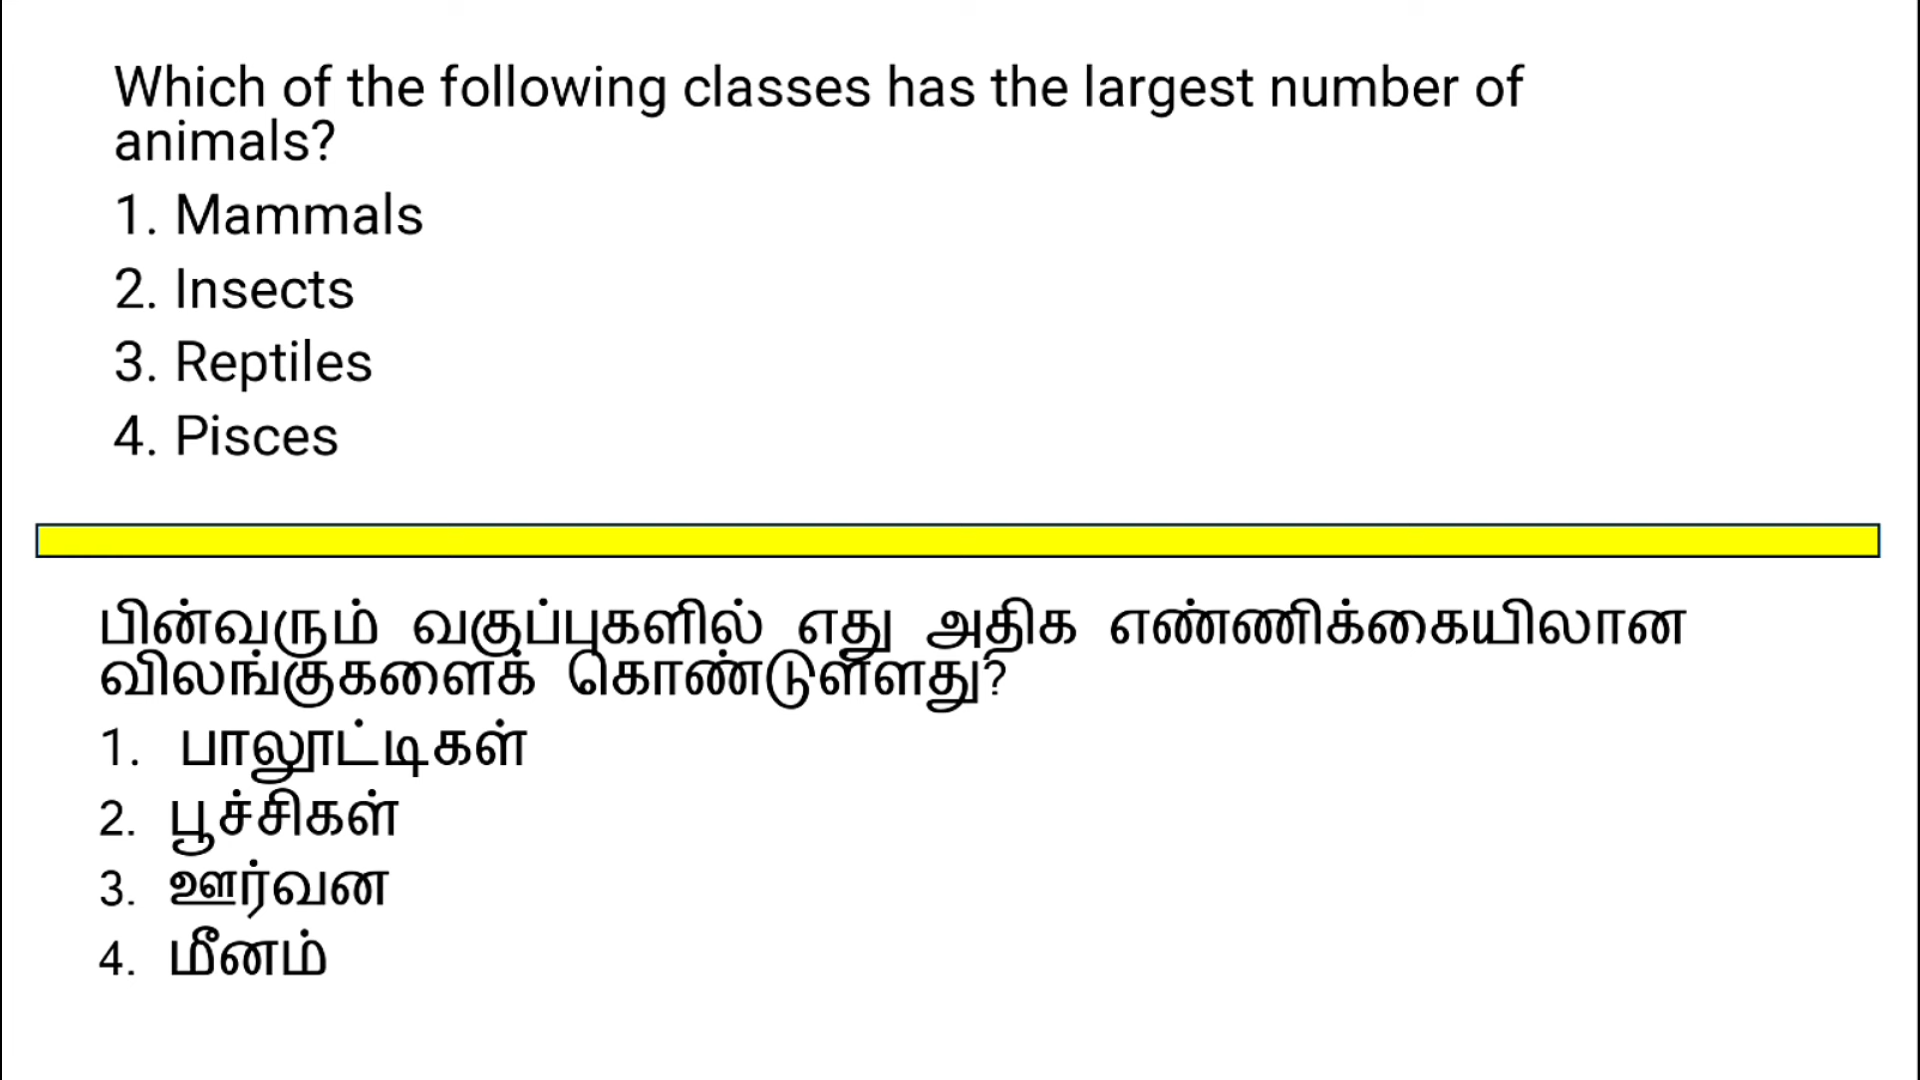 Which of the following classes has the largest number of
animals?
1. Mammals
2. Insects
3. Reptiles
4. Pisces
பின்வரும் வகுப்புகளில் எது அதிக எண்ணிக்கையிலான
விலங்குகளைக் கொண்டுள்ளது?
1. பாலூட்டிகள்
2. பூச்சிகள்
3. ஊர்வன
4. மீனம்